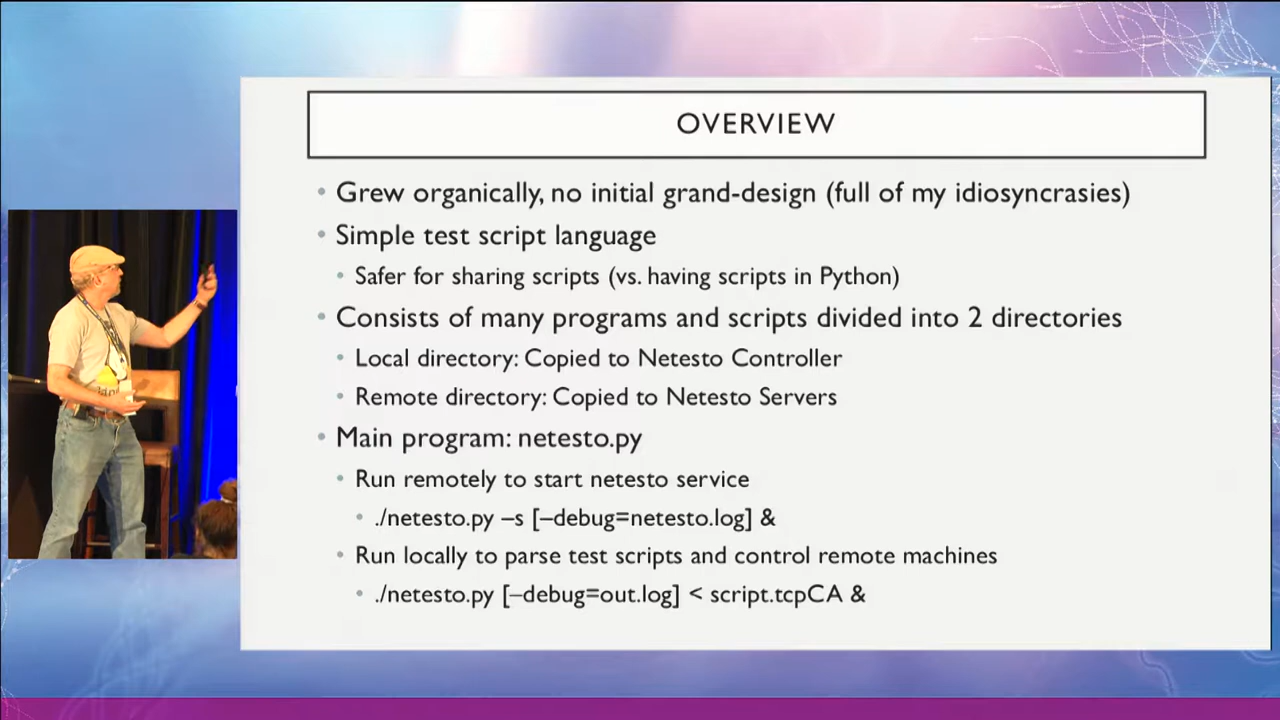 OVERVIEW
• Grew organically, no initial grand-design (full of my idiosyncrasies)
• Simple test script language
• Safer for sharing scripts (vs. having scripts in Python)
• Consists of many programs and scripts divided into 2 directories
• Local directory: Copied to Netesto Controller
• Remote directory: Copied to Netesto Servers
• Main program: netesto.py
• Run remotely to start netesto service
• ./netesto.py –s [–debug=netesto.log] &
• Run locally to parse test scripts and control remote machines
• ./netesto.py [–debug=out.log] < script.tcpCA &